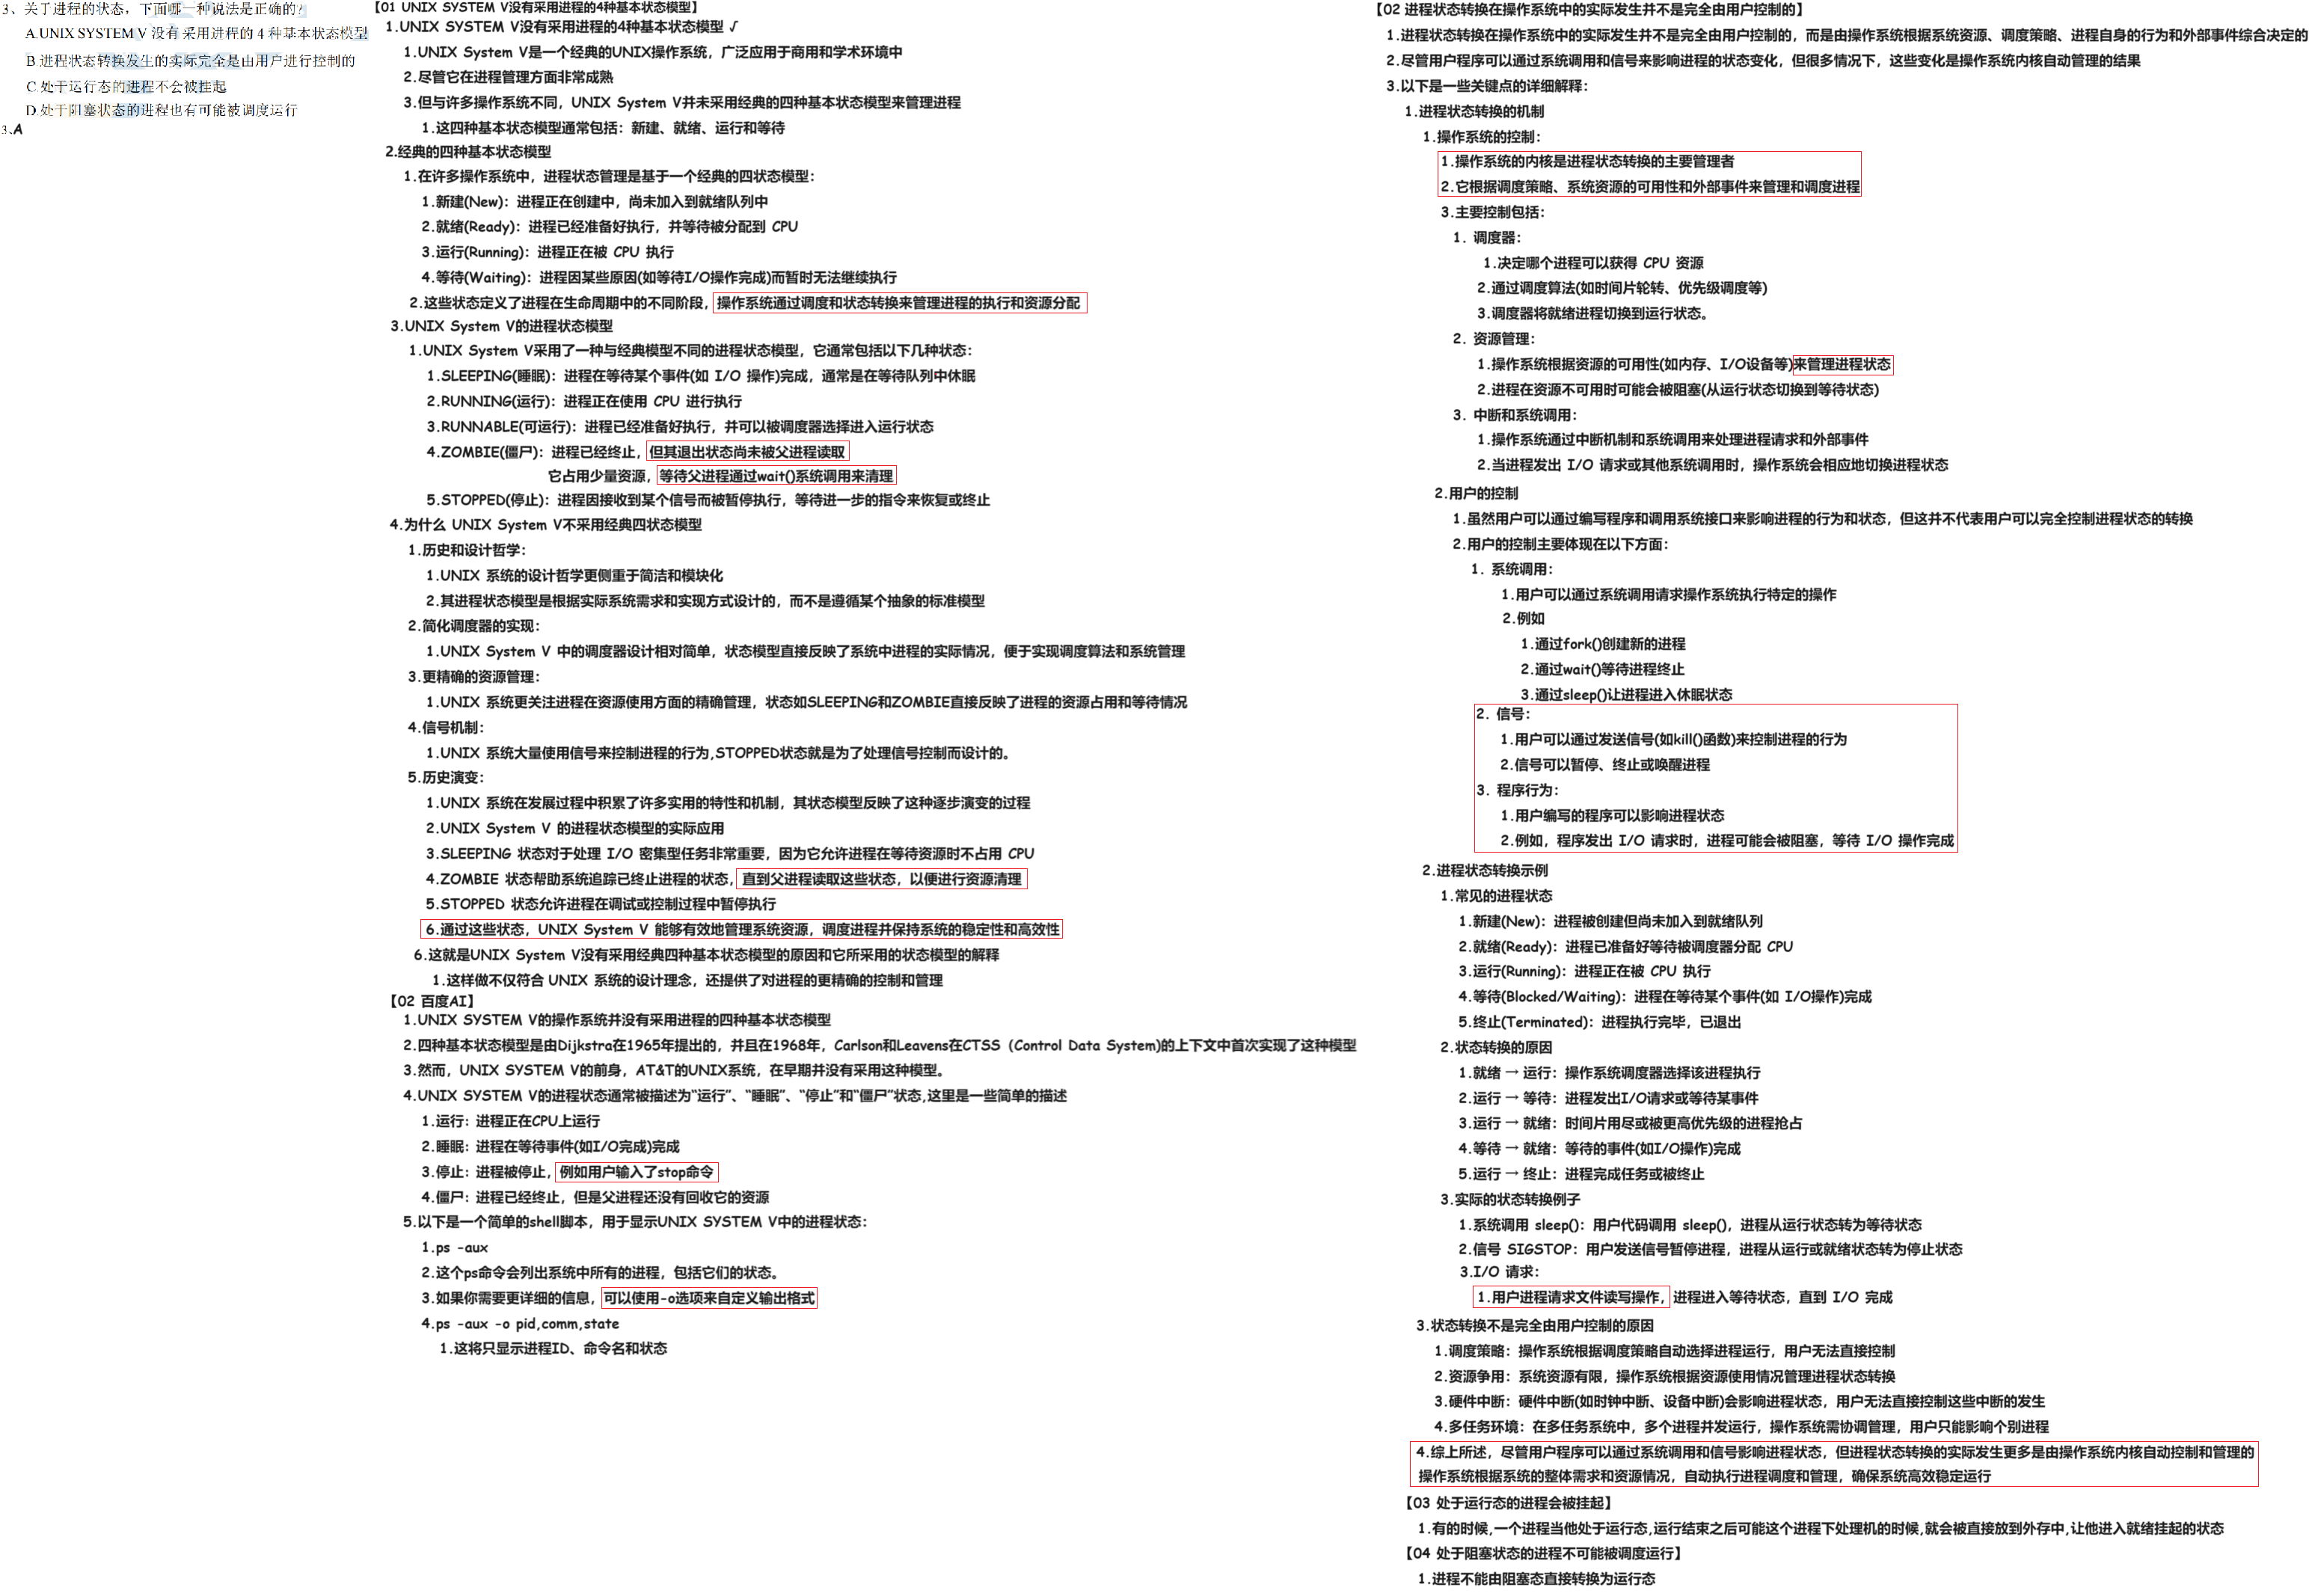 3、关于进程的状态，下面哪一种说法是正确的?
A.UNIX SYSTEM V 没有采用进程的 4 种基本状态模型
B.进程状态转换发生的实际完全是由用户进行控制的
C.处于运行态的进程不会被挂起
D.处于阻塞状态的进程也有可能被调度运行
3、A
【01 UNIX SYSTEM V没有采用进程的4种基本状态模型】
1.UNIX SYSTEM V没有采用进程的4种基本状态模型 √
1.UNIX System V是一个经典的UNIX操作系统，广泛应用于商用和学术环境中
2.尽管它在进程管理方面非常成熟
3.但与许多操作系统不同，UNIX System V并未采用经典的四种基本状态模型来管理进程
1.这四种基本状态模型通常包括：新建、就绪、运行和等待
2.经典的四种基本状态模型
1.在许多操作系统中，进程状态管理是基于一个经典的四状态模型：
1.新建(New)：进程正在创建中，尚未加入到就绪队列中
2.就绪(Ready)：进程已经准备好执行，并等待被分配到 CPU
3.运行(Running)：进程正在被 CPU 执行
4.等待(Waiting)：进程因某些原因(如等待I/O操作完成)而暂时无法继续执行
2.这些状态定义了进程在生命周期中的不同阶段，操作系统通过调度和状态转换来管理进程的执行和资源分配
3.UNIX System V的进程状态模型
1.UNIX System V采用了一种与经典模型不同的进程状态模型，它通常包括以下几种状态：
1.SLEEPING(睡眠)：进程在等待某个事件(如 I/O 操作)完成，通常是在等待队列中休眠
2.RUNNING(运行)：进程正在使用 CPU 进行执行
3.RUNNABLE(可运行)：进程已经准备好执行，并可以被调度器选择进入运行状态
4.ZOMBIE(僵尸)：进程已经终止，但其退出状态尚未被父进程读取
它占用少量资源，等待父进程通过wait()系统调用来清理
5.STOPPED(停止)：进程因接收到某个信号而被暂停执行，等待进一步的指令来恢复或终止
4.为什么 UNIX System V不采用经典四状态模型
1.历史和设计哲学：
1.UNIX 系统的设计哲学更侧重于简洁和模块化
2.其进程状态模型是根据实际系统需求和实现方式设计的，而不是遵循某个抽象的标准模型
2.简化调度器的实现：
1.UNIX System V 中的调度器设计相对简单，状态模型直接反映了系统中进程的实际情况，便于实现调度算法和系统管理
3.更精确的资源管理：
1.UNIX 系统更关注进程在资源使用方面的精确管理，状态如SLEEPING和ZOMBIE直接反映了进程的资源占用和等待情况
4.信号机制：
1.UNIX 系统大量使用信号来控制进程的行为,STOPPED状态就是为了处理信号控制而设计的。
5.历史演变：
1.UNIX 系统在发展过程中积累了许多实用的特性和机制，其状态模型反映了这种逐步演变的过程
2.UNIX System V 的进程状态模型的实际应用
3.SLEEPING 状态对于处理 I/O 密集型任务非常重要，因为它允许进程在等待资源时不占用 CPU
4.ZOMBIE 状态帮助系统追踪已终止进程的状态，直到父进程读取这些状态，以便进行资源清理
5.STOPPED 状态允许进程在调试或控制过程中暂停执行
6.通过这些状态，UNIX System V 能够有效地管理系统资源，调度进程并保持系统的稳定性和高效性
6.这就是UNIX System V没有采用经典四种基本状态模型的原因和它所采用的状态模型的解释
1.这样做不仅符合 UNIX 系统的设计理念，还提供了对进程的更精确的控制和管理
【02 百度AI】
1.UNIX SYSTEM V的操作系统并没有采用进程的四种基本状态模型
2.四种基本状态模型是由Dijkstra在1965年提出的，并且在1968年，Carlson和Leavens在CTSS (Control Data System)的上下文中首次实现了这种模型
3.然而，UNIX SYSTEM V的前身，AT&T的UNIX系统，在早期并没有采用这种模型。
4.UNIX SYSTEM V的进程状态通常被描述为“运行”、“睡眠”、“停止”和“僵尸”状态,这里是一些简单的描述
1.运行：进程正在CPU上运行
2.睡眠：进程在等待事件(如I/O完成)完成
3.停止：进程被停止，例如用户输入了stop命令
4.僵尸：进程已经终止，但是父进程还没有回收它的资源
5.以下是一个简单的shell脚本，用于显示UNIX SYSTEM V中的进程状态：
1.ps -aux
2.这个ps命令会列出系统中所有的进程，包括它们的状态。
3.如果你需要更详细的信息，可以使用-o选项来自定义输出格式
4.ps -aux -o pid,comm,state
1.这将只显示进程ID、命令名和状态
【02 进程状态转换在操作系统中的实际发生并不是完全由用户控制的】
1.进程状态转换在操作系统中的实际发生并不是完全由用户控制的，而是由操作系统根据系统资源、调度策略、进程自身的行为和外部事件综合决定的
2.尽管用户程序可以通过系统调用和信号来影响进程的状态变化，但很多情况下，这些变化是操作系统内核自动管理的结果
3.以下是一些关键点的详细解释：
1.进程状态转换的机制
1.操作系统的控制：
1.操作系统的内核是进程状态转换的主要管理者
2.它根据调度策略、系统资源的可用性和外部事件来管理和调度进程
3.主要控制包括：
1. 调度器：
1.决定哪个进程可以获得 CPU 资源
2.通过调度算法(如时间片轮转、优先级调度等)
3.调度器将就绪进程切换到运行状态。
2. 资源管理：
1.操作系统根据资源的可用性(如内存、I/O设备等)来管理进程状态
2.进程在资源不可用时可能会被阻塞(从运行状态切换到等待状态)
3. 中断和系统调用：
1.操作系统通过中断机制和系统调用来处理进程请求和外部事件
2.当进程发出 I/O 请求或其他系统调用时，操作系统会相应地切换进程状态
2.用户的控制
1.虽然用户可以通过编写程序和调用系统接口来影响进程的行为和状态，但这并不代表用户可以完全控制进程状态的转换
2.用户的控制主要体现在以下方面：
1. 系统调用：
1.用户可以通过系统调用请求操作系统执行特定的操作
2.例如
1.通过fork()创建新的进程
2.通过wait()等待进程终止
3.通过sleep()让进程进入休眠状态
2. 信号：
1.用户可以通过发送信号(如kill()函数)来控制进程的行为
2.信号可以暂停、终止或唤醒进程
3. 程序行为：
1.用户编写的程序可以影响进程状态
2.例如，程序发出 I/O 请求时，进程可能会被阻塞，等待 I/O 操作完成
2.进程状态转换示例
1.常见的进程状态
1.新建(New)：进程被创建但尚未加入到就绪队列
2.就绪(Ready)：进程已准备好等待被调度器分配 CPU
3.运行(Running)：进程正在被 CPU 执行
4.等待(Blocked/Waiting)：进程在等待某个事件(如 I/O操作)完成
5.终止(Terminated)：进程执行完毕，已退出
2.状态转换的原因
1.就绪 → 运行：操作系统调度器选择该进程执行
2.运行 → 等待：进程发出I/O请求或等待某事件
3.运行 → 就绪：时间片用尽或被更高优先级的进程抢占
4.等待 → 就绪：等待的事件(如I/O操作)完成
5.运行 → 终止：进程完成任务或被终止
3.实际的状态转换例子
1.系统调用 sleep()：用户代码调用 sleep()，进程从运行状态转为等待状态
2.信号 SIGSTOP：用户发送信号暂停进程，进程从运行或就绪状态转为停止状态
3.I/O 请求：
1.用户进程请求文件读写操作，进程进入等待状态，直到 I/O 完成
3.状态转换不是完全由用户控制的原因
1.调度策略：操作系统根据调度策略自动选择进程运行，用户无法直接控制
2.资源争用：系统资源有限，操作系统根据资源使用情况管理进程状态转换
3.硬件中断：硬件中断(如时钟中断、设备中断)会影响进程状态，用户无法直接控制这些中断的发生
4.多任务环境：在多任务系统中，多个进程并发运行，操作系统需协调管理，用户只能影响个别进程
4.综上所述，尽管用户程序可以通过系统调用和信号影响进程状态，但进程状态转换的实际发生更多是由操作系统内核自动控制和管理的
操作系统根据系统的整体需求和资源情况，自动执行进程调度和管理，确保系统高效稳定运行
【03 处于运行态的进程会被挂起】
1.有的时候,一个进程当他处于运行态,运行结束之后可能这个进程下处理机的时候,就会被直接放到外存中,让他进入就绪挂起的状态
【04 处于阻塞状态的进程不可能被调度运行】
1.进程不能由阻塞态直接转换为运行态